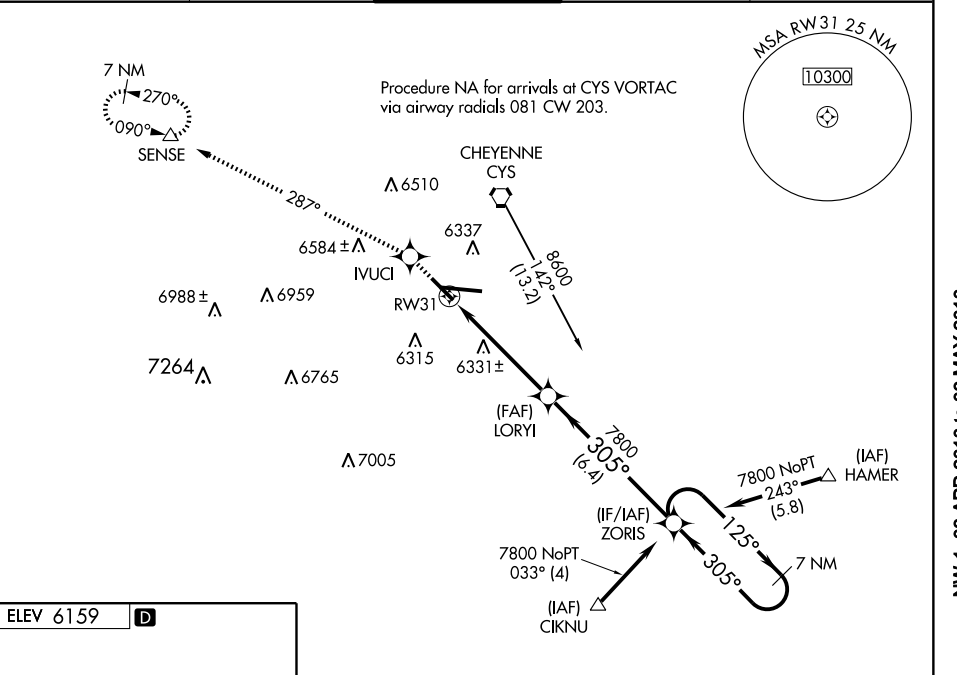 MSA RW31 25 NM
10300
7 NM
270°
090°
SENSE
Procedure NA for arrivals at CYS VORTAC
via airway radials 081 CW 203.
CHEYENNE
CYS
287°
6510
6584 ±
6337
IVUCI
8600
142°
(13.2)
6988 ±
6959
RW31
6315
6331±
7264
6765
(FAF)
LORYI
7800
305°
(6.4)
7005
7800 NoPT
243°
(5.8)
(IAF)
HAMER
(IF/IAF)
ZORIS
125°
305°
7 NM
7800 NoPT
033° (4)
(IAF)
CIKNU
ELEV 6159
D